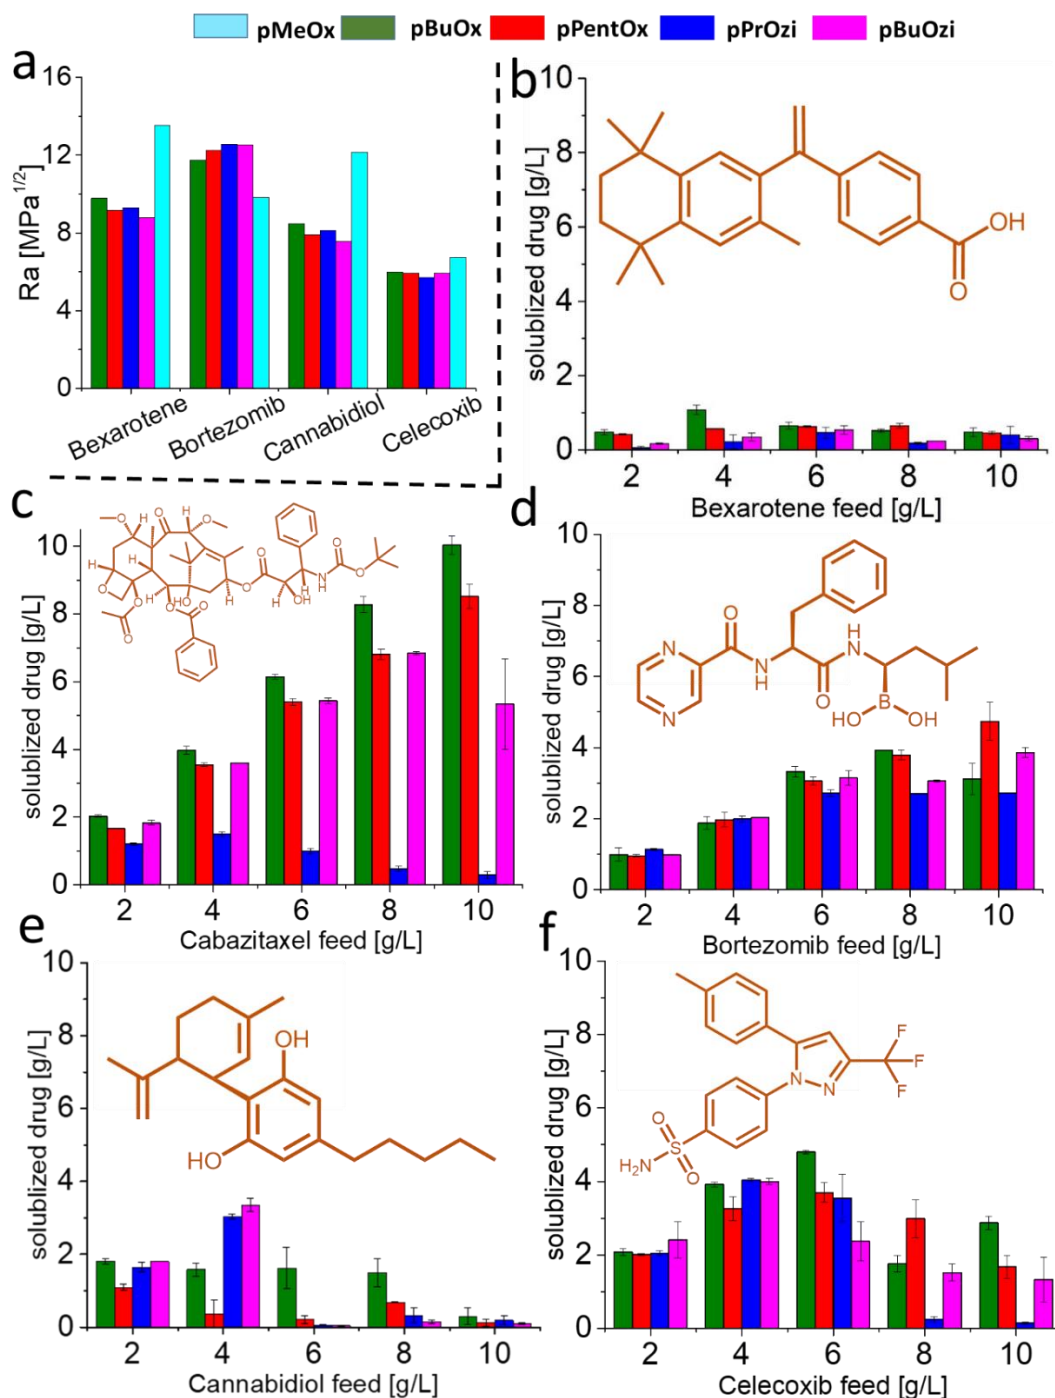 pMeOx pBuOx pPentOx pPrOzi pBuOzi
a
Ra [MPa^1/2]
16
12
8
4
0
Bexarotene Bortezomib Cannabidiol Celecoxib
b
solublized drug [g/L]
10
8
6
4
2
0
OH
O
2 4 6 8 10
Bexarotene feed [g/L]
c
solublized drug [g/L]
10
8
6
4
2
0
O
O
O
H
H
O
H
O
O
O
H
HO
O
O
H
O
O
H
OH
NH
O
O
2 4 6 8 10
Cabazitaxel feed [g/L]
d
solublized drug [g/L]
10
8
6
4
2
0
N
N
O
N
H
O
H
N
B
HO OH
2 4 6 8 10
Bortezomib feed [g/L]
e
solublized drug [g/L]
10
8
6
4
2
0
OH
HO
2 4 6 8 10
Cannabidiol feed [g/L]
f
solublized drug [g/L]
10
8
6
4
2
0
F
F
F
N
N
O
S
H₂N
O
2 4 6 8 10
Celecoxib feed [g/L]